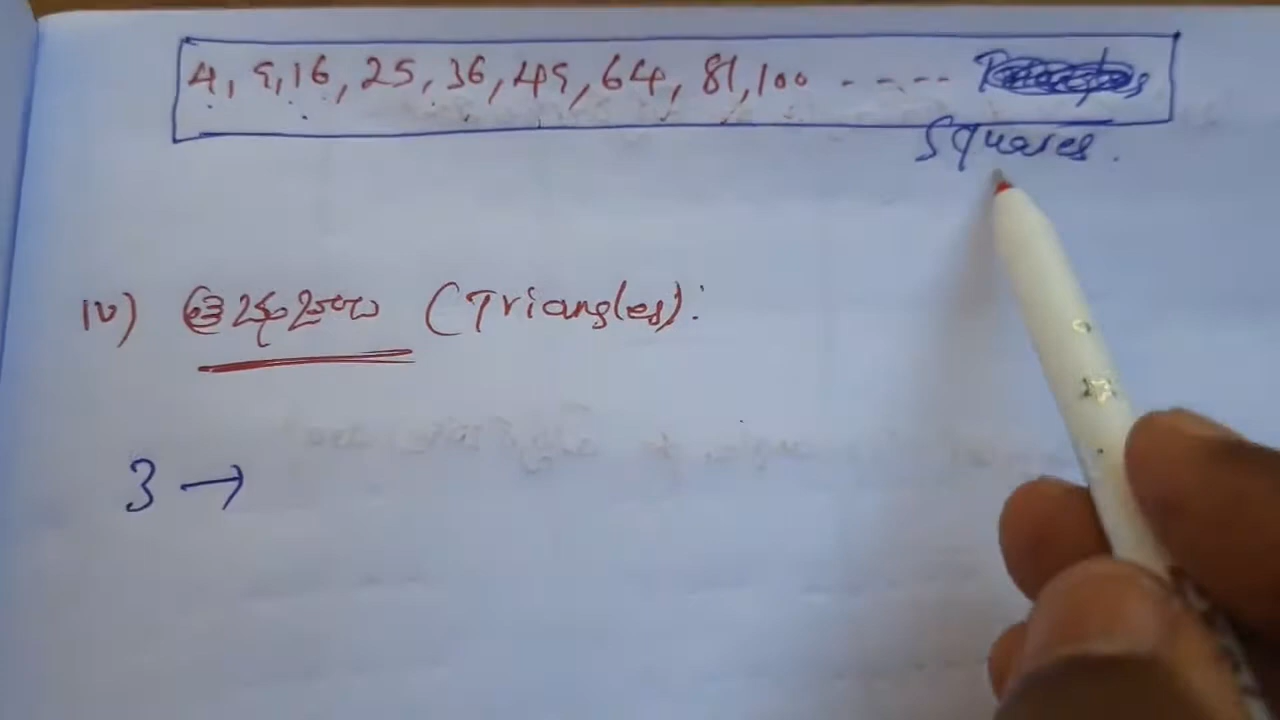 4, 9, 16, 25, 36, 49, 64, 81, 100 - - - -
Squares.
iv) త్రిభుజాలు (Triangles):
3 →